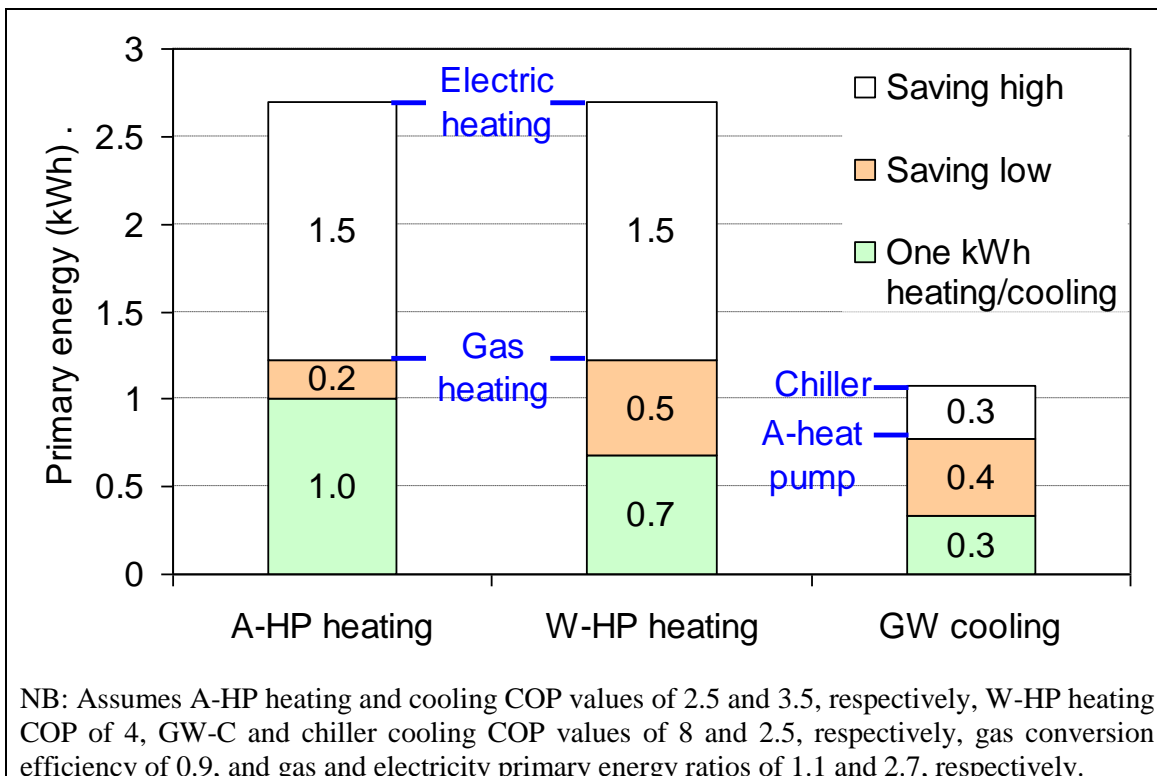 Primary energy (kWh) .
3
2.5
2
1.5
1
0.5
0
Electric
heating
Gas
heating
Chiller
A-heat
pump
Saving high
Saving low
One kWh
heating/cooling
1.5
0.2
1.0
1.5
0.5
0.7
0.3
0.4
0.3
A-HP heating
W-HP heating
GW cooling
NB: Assumes A-HP heating and cooling COP values of 2.5 and 3.5, respectively, W-HP heating
COP of 4, GW-C and chiller cooling COP values of 8 and 2.5, respectively, gas conversion
efficiency of 0.9, and gas and electricity primary energy ratios of 1.1 and 2.7, respectively.